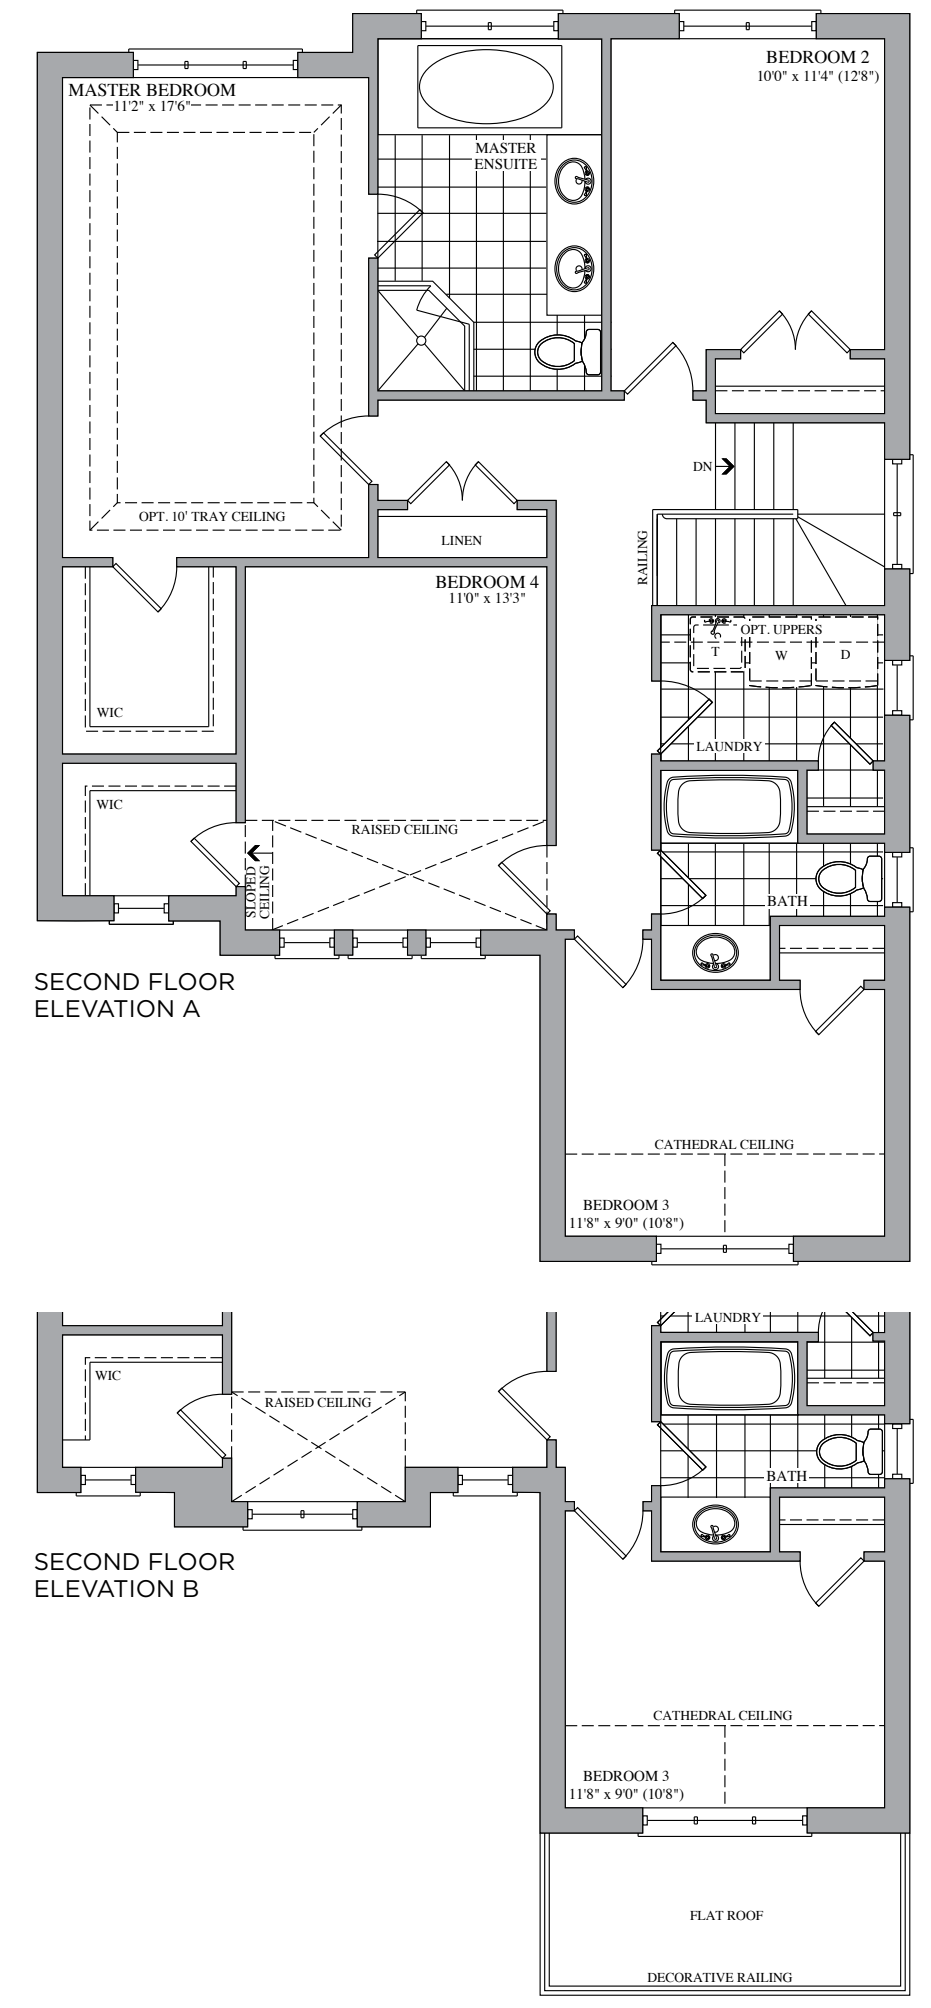 BEDROOM 2
10'0" x 11'4" (12'8")
MASTER BEDROOM
11'2" x 17'6"
MASTER
ENSUITE
DN
OPT. 10' TRAY CEILING
LINEN
RAILING
BEDROOM 4
11'0" x 13'3"
OPT. UPPERS
T
W
D
WIC
LAUNDRY
WIC
RAISED CEILING
SLOPED
CEILING
BATH
SECOND FLOOR
ELEVATION A
CATHEDRAL CEILING
BEDROOM 3
11'8" x 9'0" (10'8")
LAUNDRY
WIC
RAISED CEILING
BATH
SECOND FLOOR
ELEVATION B
CATHEDRAL CEILING
BEDROOM 3
11'8" x 9'0" (10'8")
FLAT ROOF
DECORATIVE RAILING